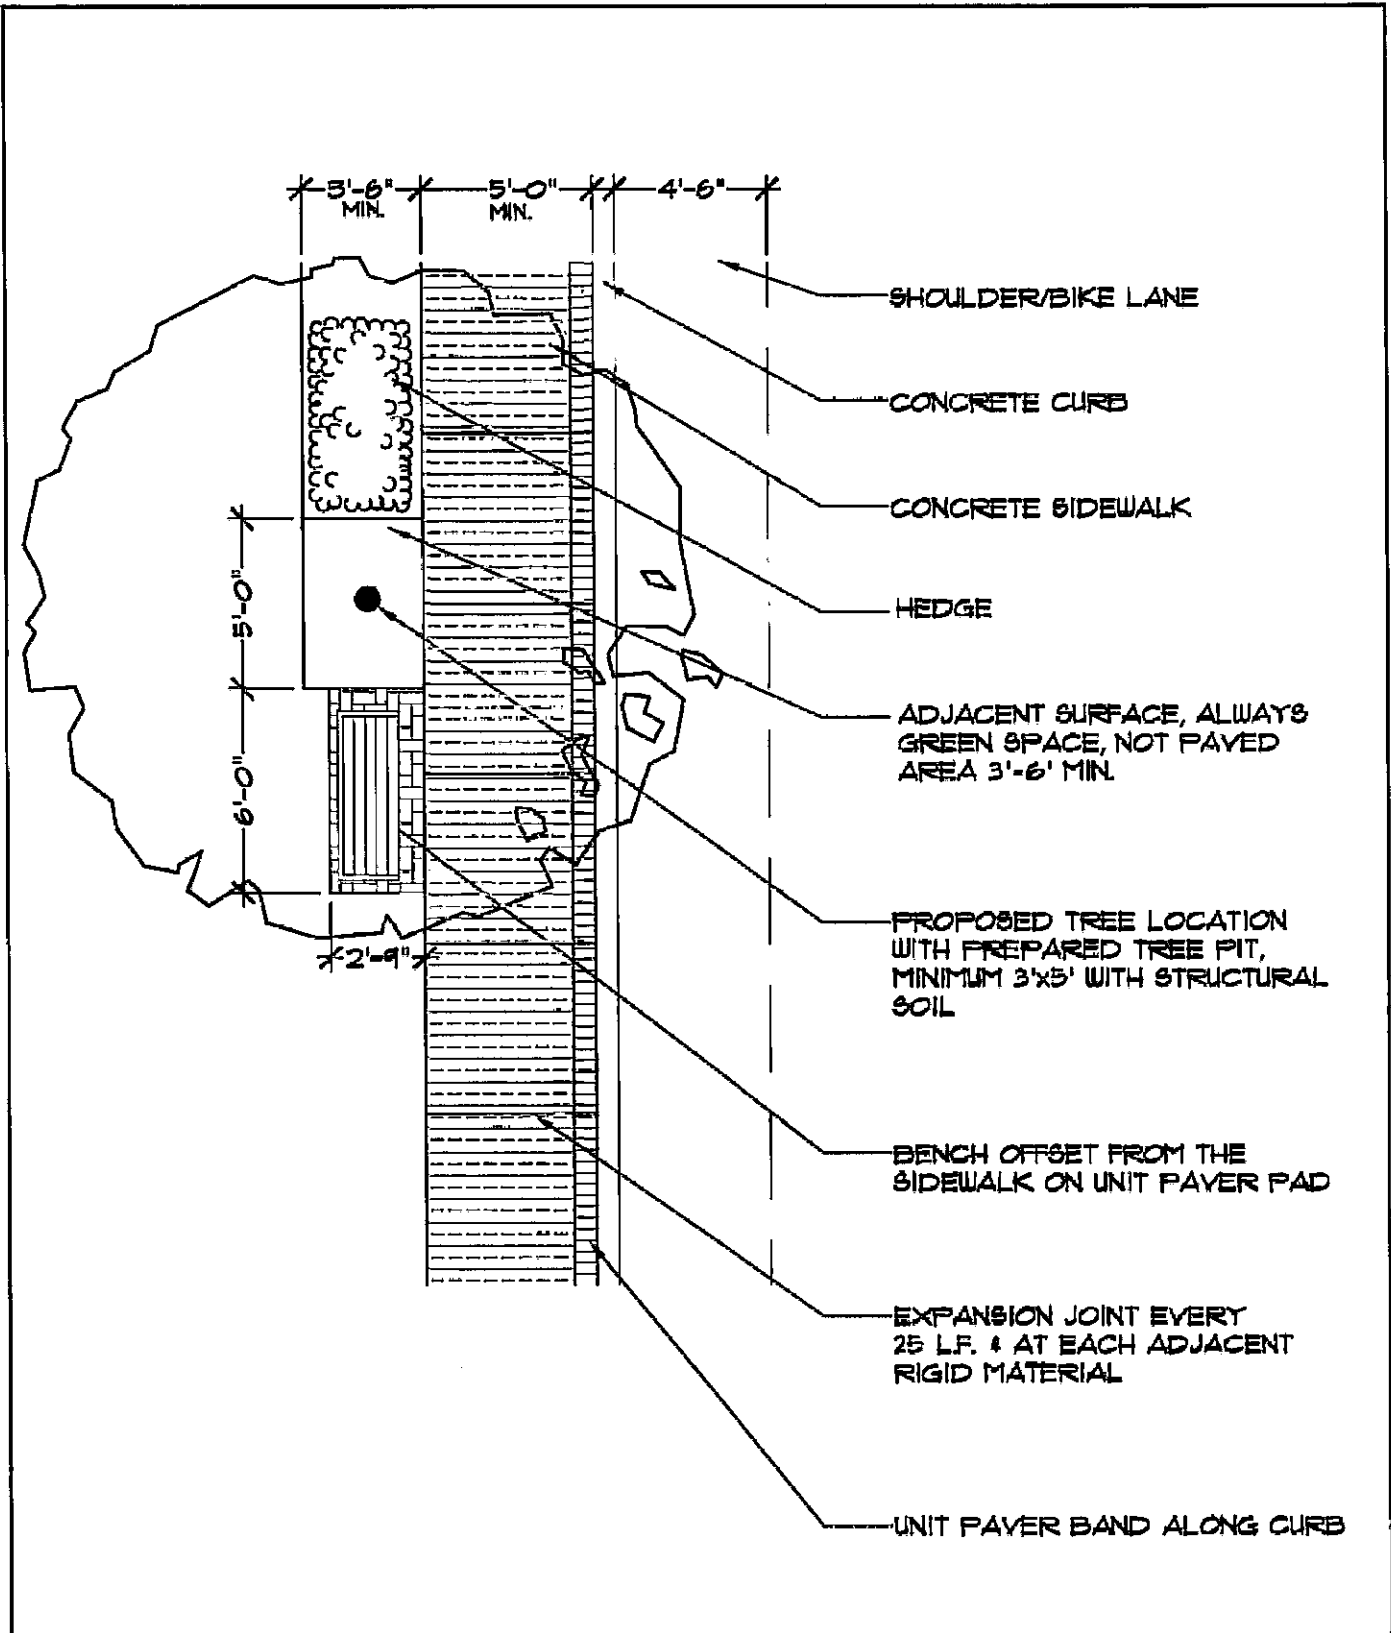 3'-6" 5'-0" 4'-6"
MIN. MIN.
SHOULDER/BIKE LANE
CONCRETE CURB
CONCRETE SIDEWALK
HEDGE
5'-0"
ADJACENT SURFACE, ALWAYS
GREEN SPACE, NOT PAVED
AREA 3'-6' MIN.
6'-0"
PROPOSED TREE LOCATION
WITH PREPARED TREE PIT,
MINIMUM 3'x5' WITH STRUCTURAL
SOIL
2'-9"
BENCH OFFSET FROM THE
SIDEWALK ON UNIT PAVER PAD
EXPANSION JOINT EVERY
25 L.F. & AT EACH ADJACENT
RIGID MATERIAL
UNIT PAVER BAND ALONG CURB